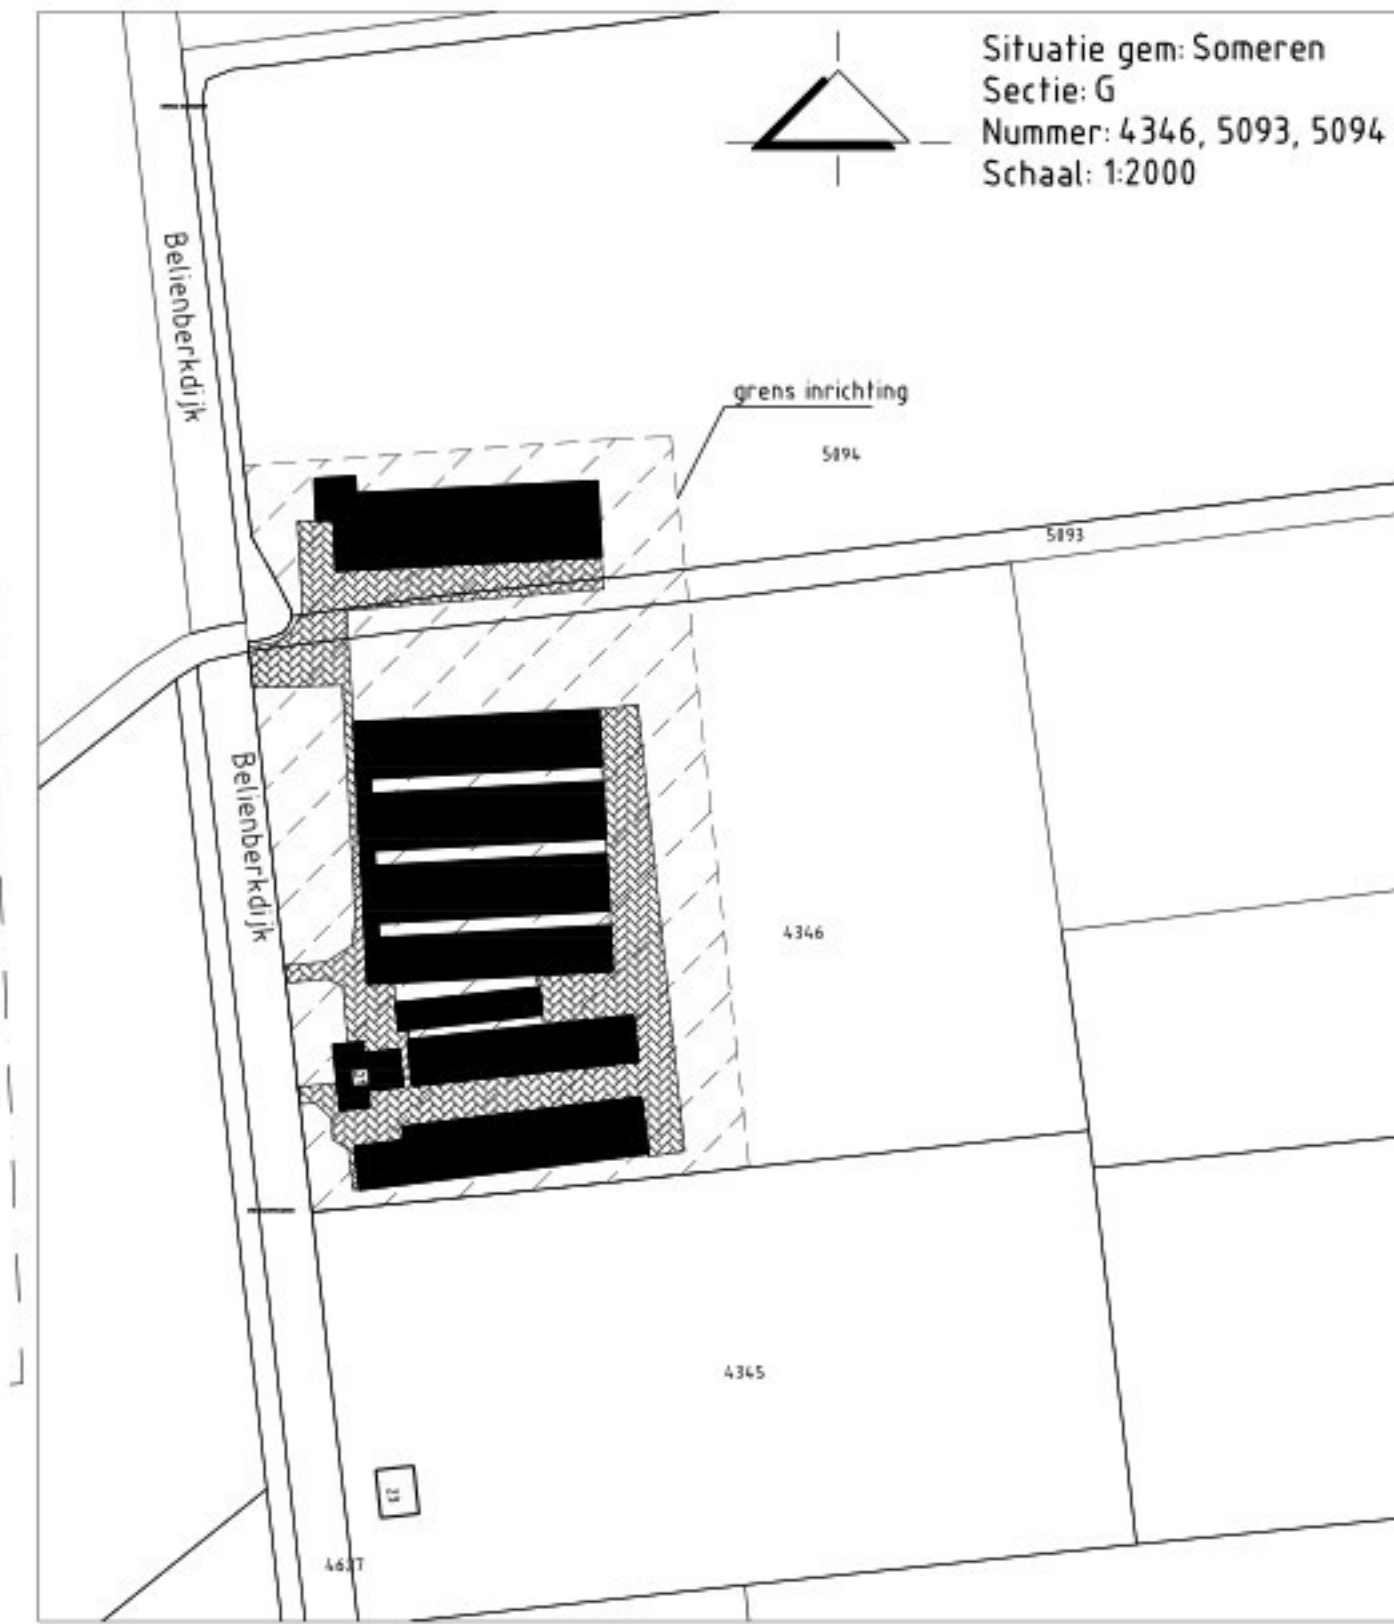 Situatie gem: Someren
Sectie: G
Nummer: 4346, 5093, 5094
Schaal: 1:2000
Belienberkdijk
grens inrichting
5094
5093
Belienberkdijk
4346
4345
23